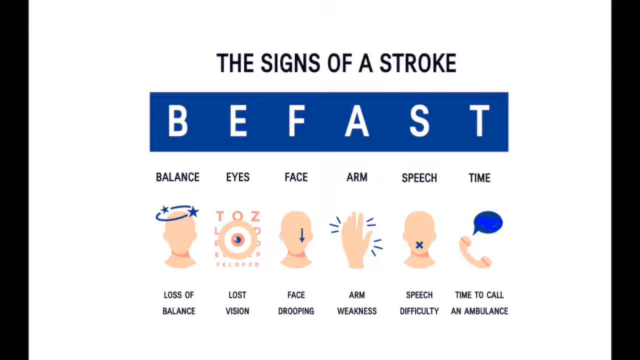 THE SIGNS OF A STROKE
B E F A S T
BALANCE EYES FACE ARM SPEECH TIME
T O Z
LOSS OF LOST FACE ARM SPEECH TIME TO CALL
BALANCE VISION DROOPING WEAKNESS DIFFICULTY AN AMBULANCE